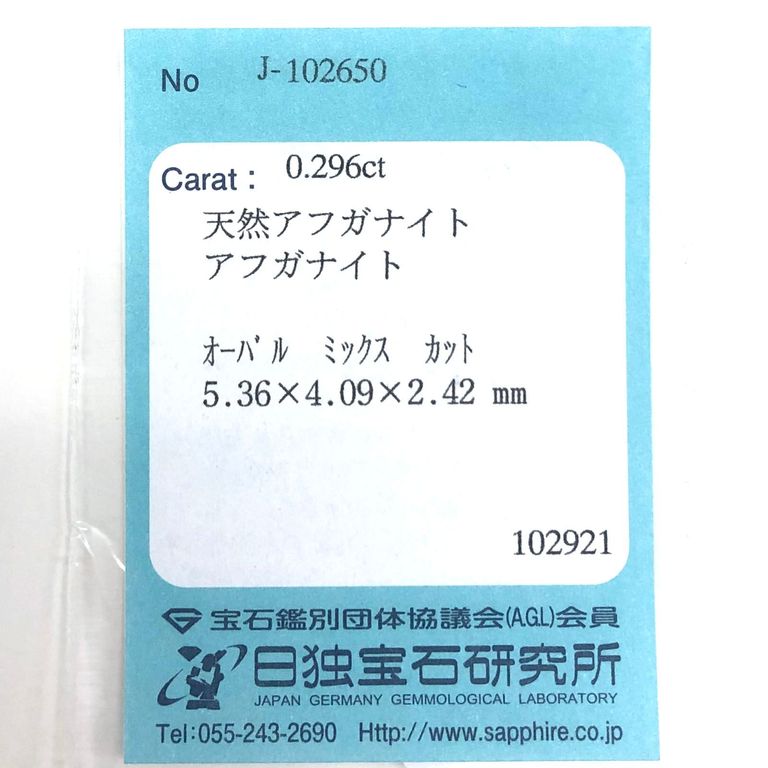 No J-102650
Carat : 0.296ct
天然アフガナイト
アフガナイト
ｵｰﾊﾞﾙ ﾐｯｸｽ ｶｯﾄ
5.36×4.09×2.42 mm
102921
宝石鑑別団体協議会(A.G.L)会員
日独宝石研究所
JAPAN GERMANY GEMMOLOGICAL LABORATORY
Tel:055-243-2690 Http://www.sapphire.co.jp